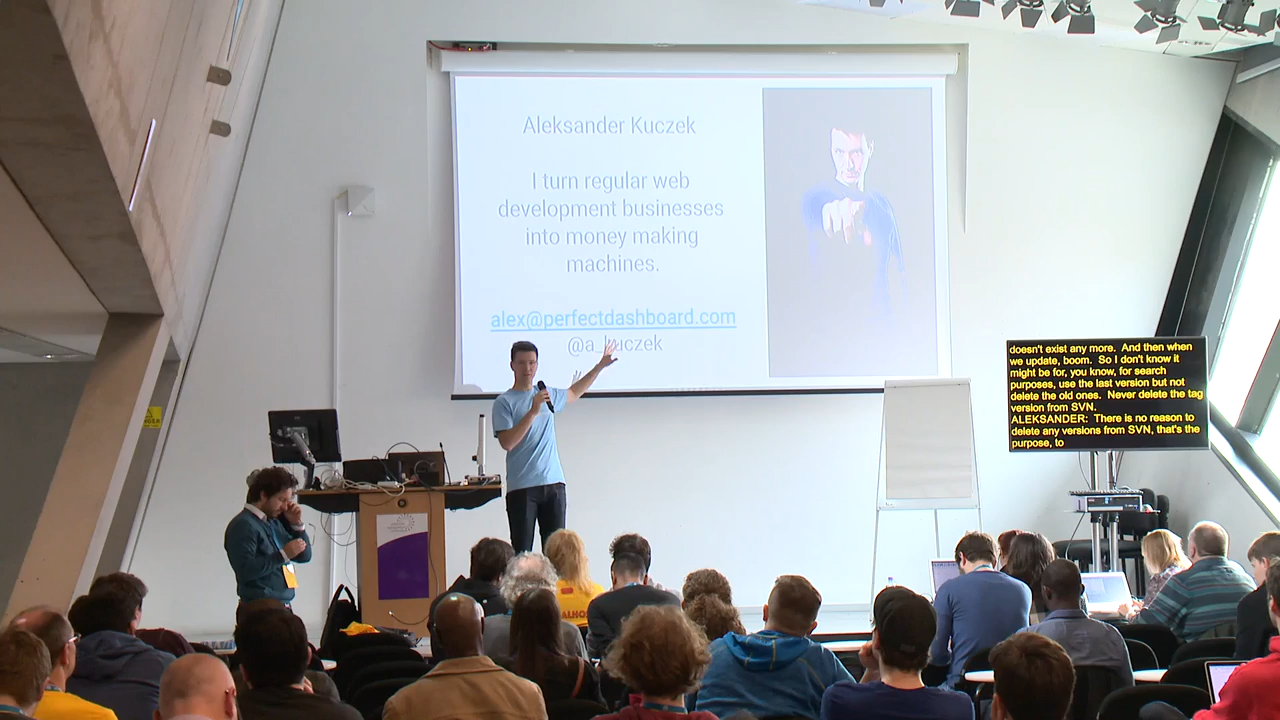 Aleksander Kuczek
I turn regular web
development businesses
into money making
machines.
alex@perfectdashboard.com
@a_kuczek
doesn't exist any more. And then when
we update, boom. So I don't know it
might be for, you know, for search
purposes, use the last version but not
delete the old ones. Never delete the tag
version from SVN.
ALEKSANDER: There is no reason to
delete any versions from SVN, that's the
purpose, to